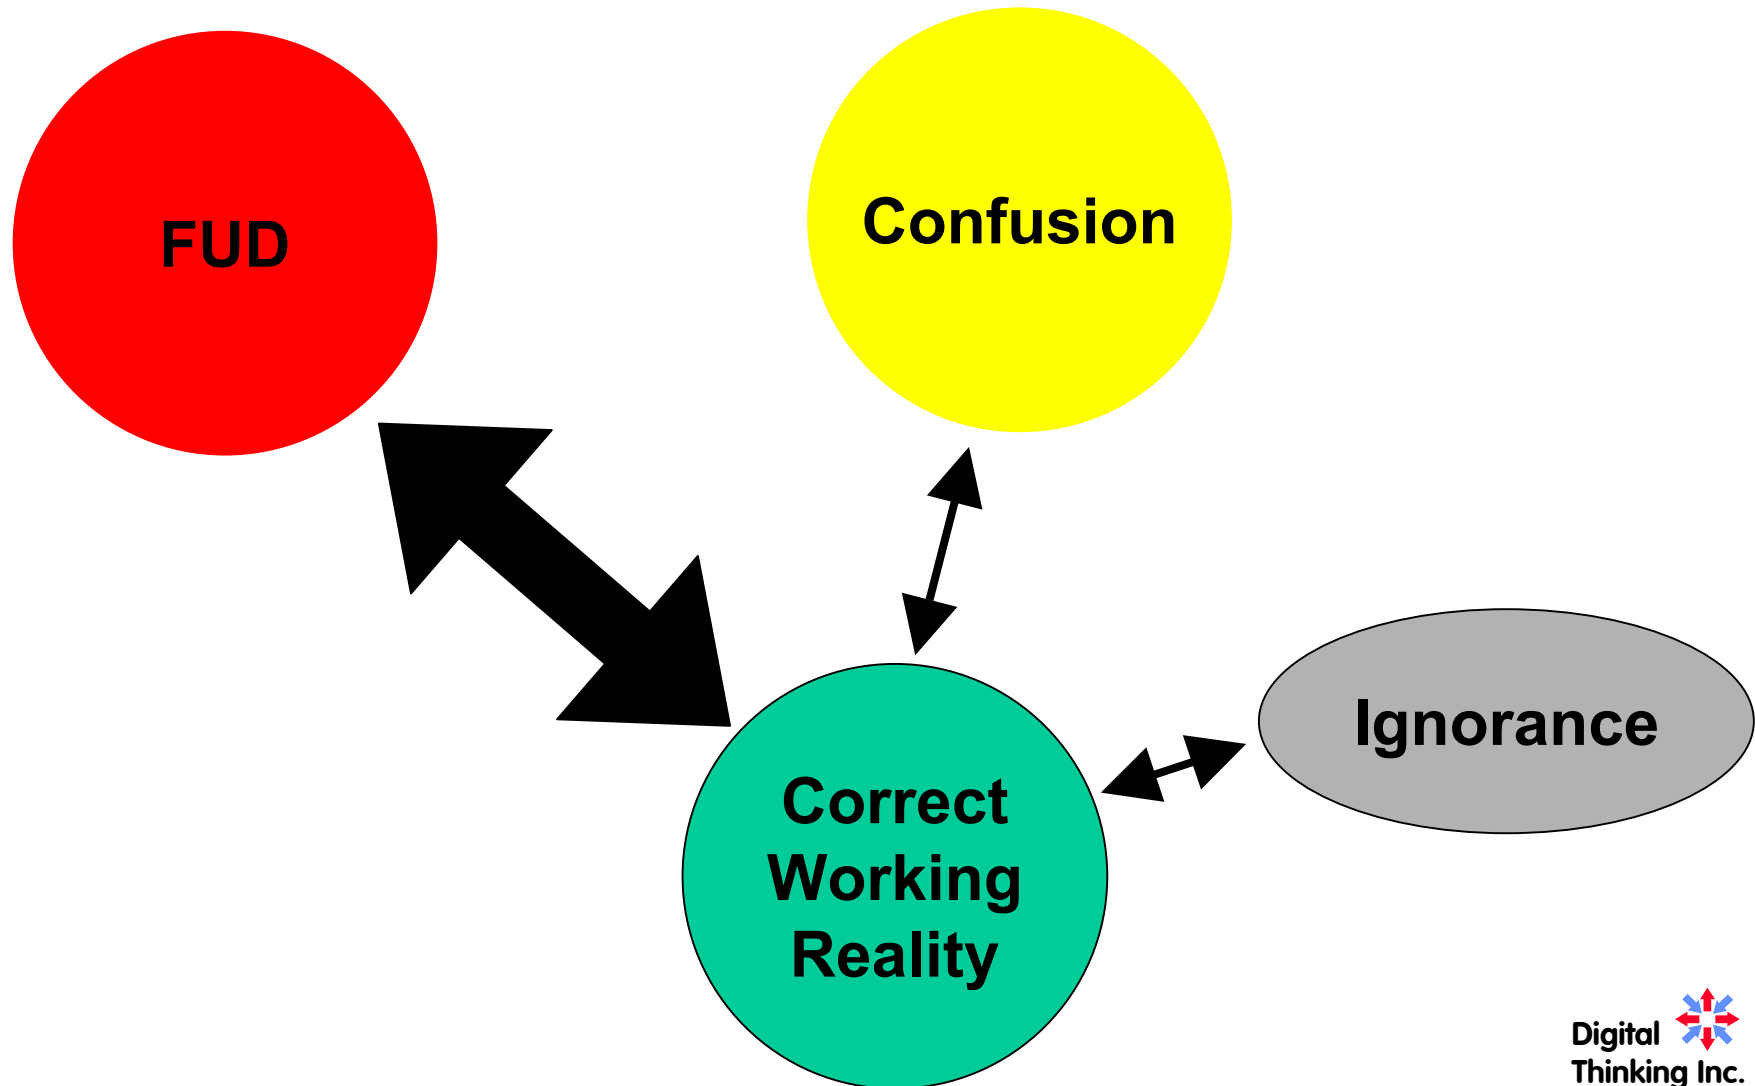 FUD
Confusion
Ignorance
Correct
Working
Reality
Digital
Thinking Inc.